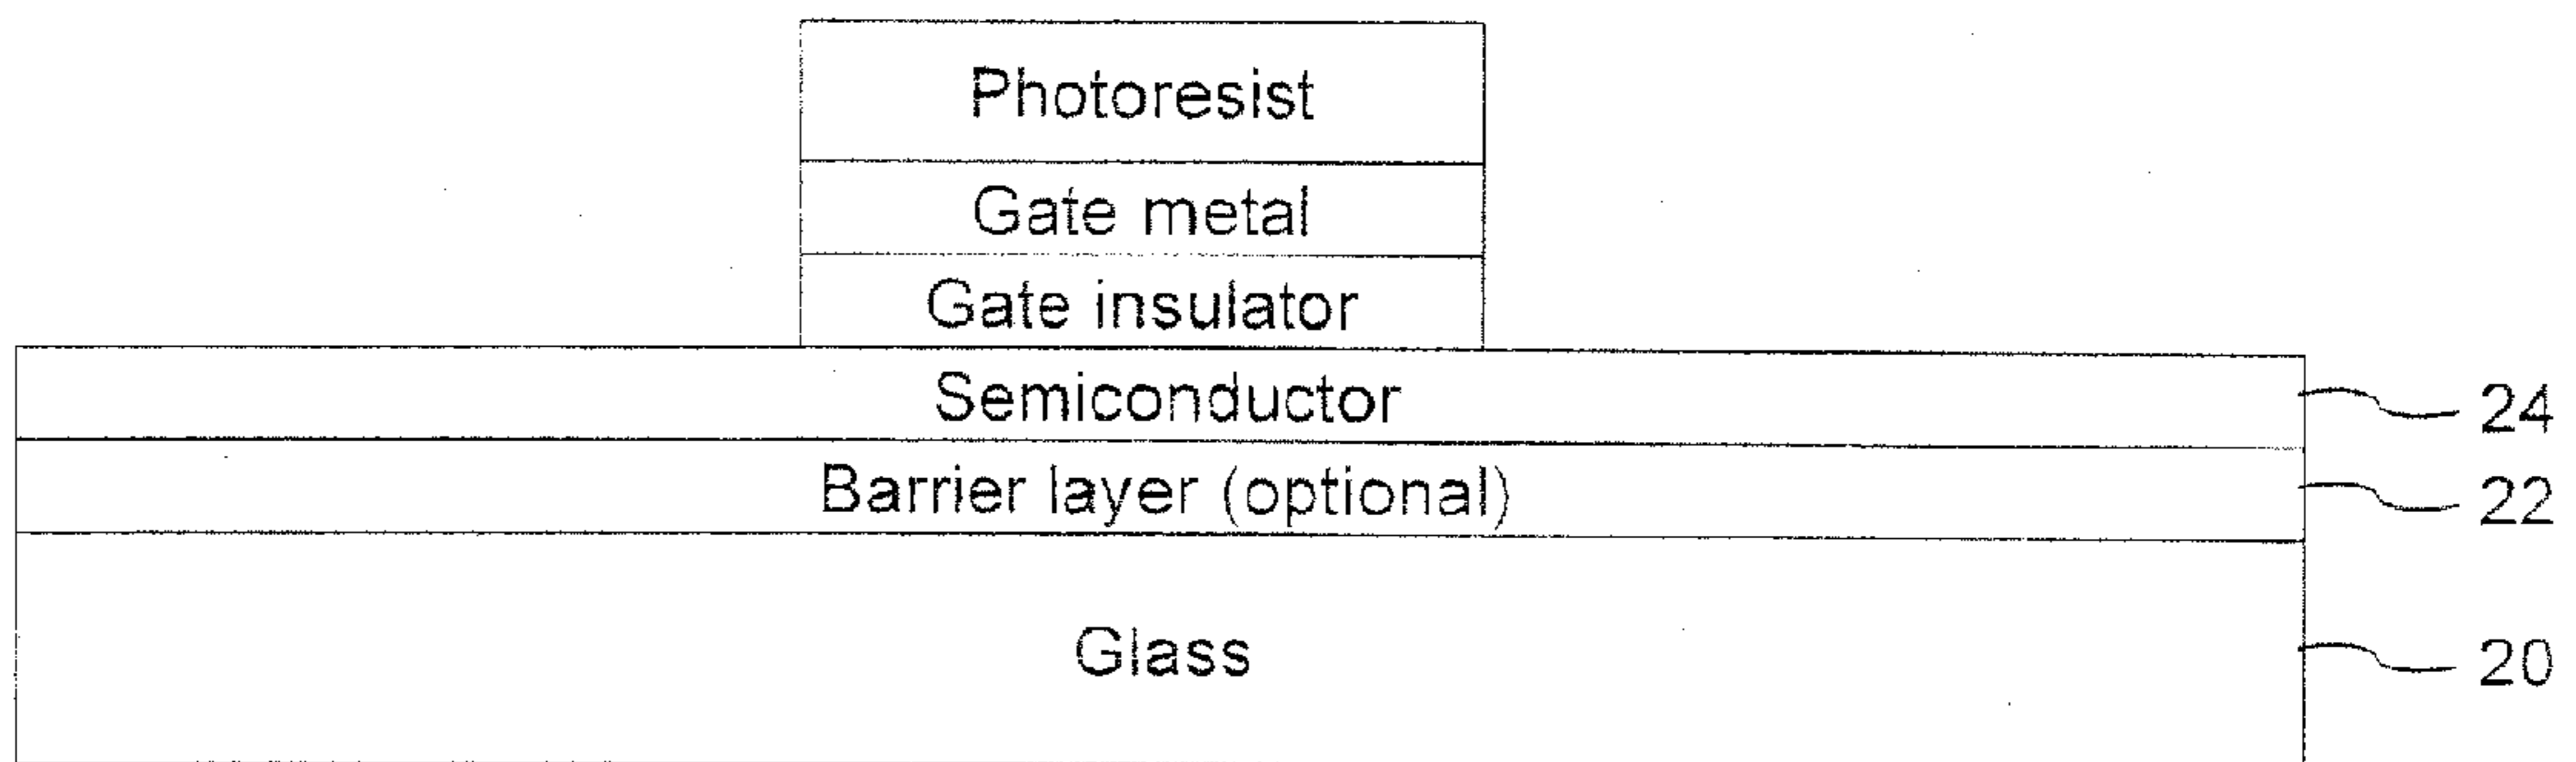 Photoresist
Gate metal
Gate insulator
Semiconductor 24
Barrier layer (optional) 22
Glass 20